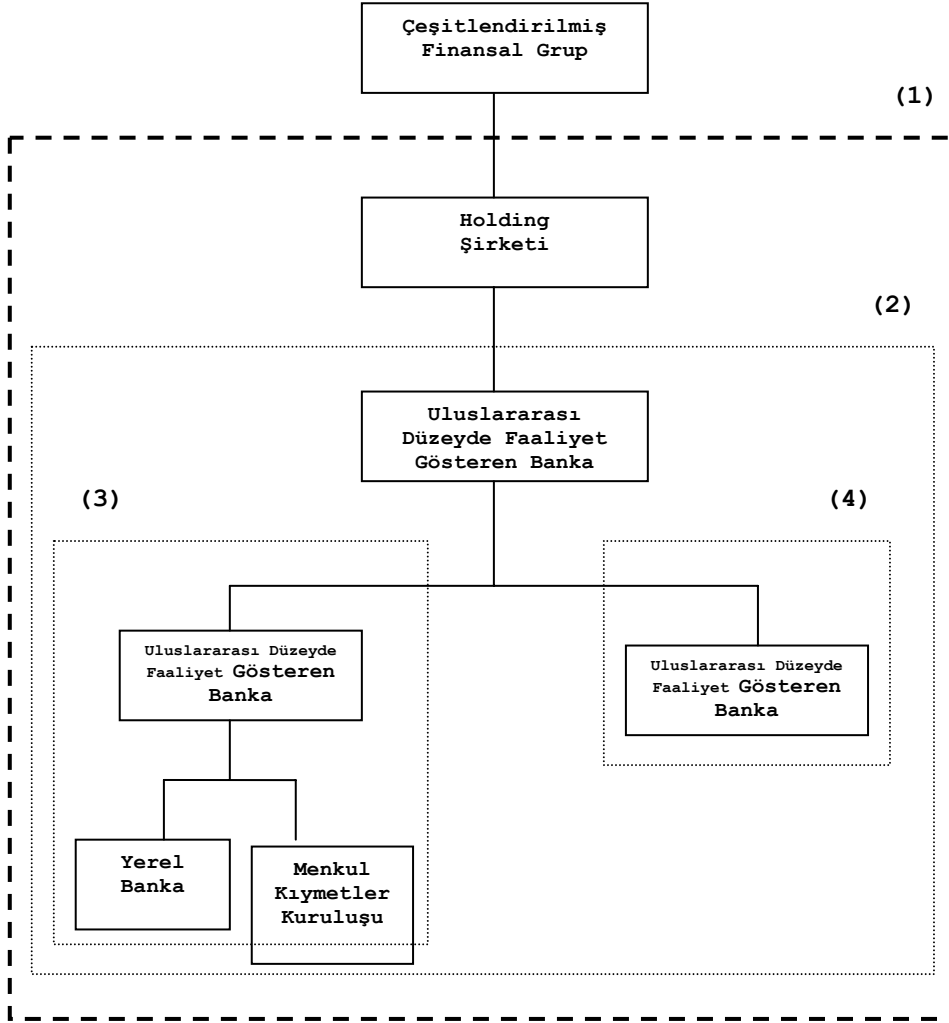 Çeşitlendirilmiş
Finansal Grup
(1)
Holding
Şirketi
(2)
Uluslararası
Düzeyde Faaliyet
Gösteren Banka
(3)
(4)
Uluslararası Düzeyde
Faaliyet Gösteren
Banka
Uluslararası Düzeyde
Faaliyet Gösteren
Banka
Yerel
Banka
Menkul
Kıymetler
Kuruluşu